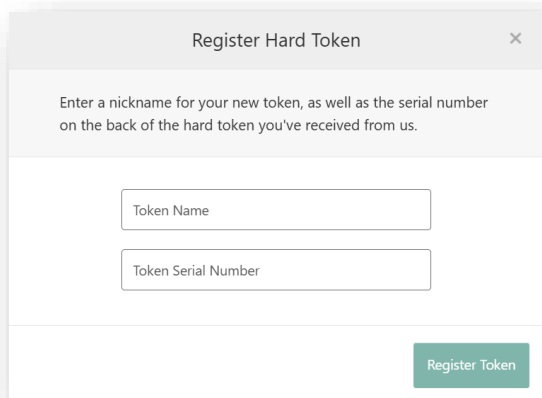 Register Hard Token
×
Enter a nickname for your new token, as well as the serial number
on the back of the hard token you've received from us.
Token Name
Token Serial Number
Register Token